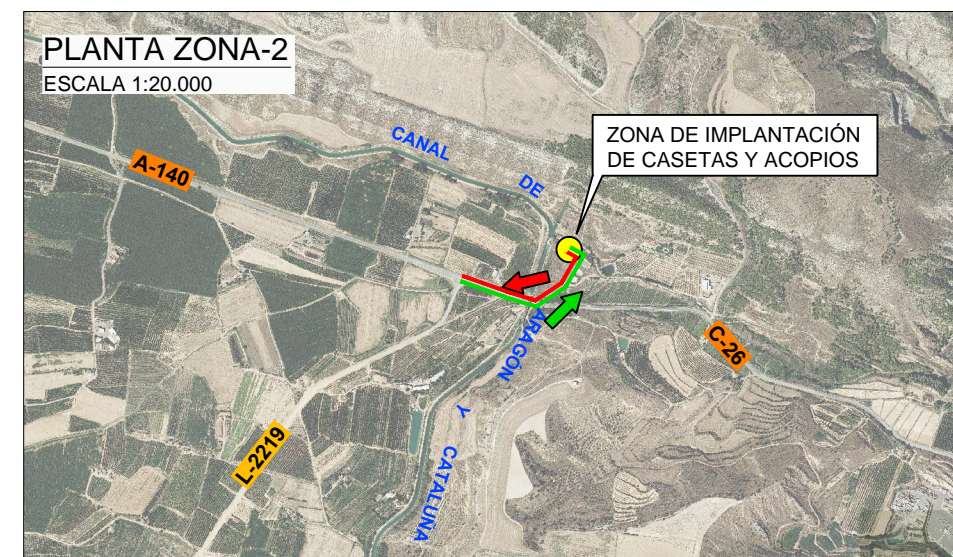 PLANTA ZONA-2
ESCALA 1:20.000
ZONA DE IMPLANTACIÓN
DE CASETAS Y ACOPIOS
CANAL
DE
A-140
ARAGÓN
C-26
Y
L-2219
CATALUÑA